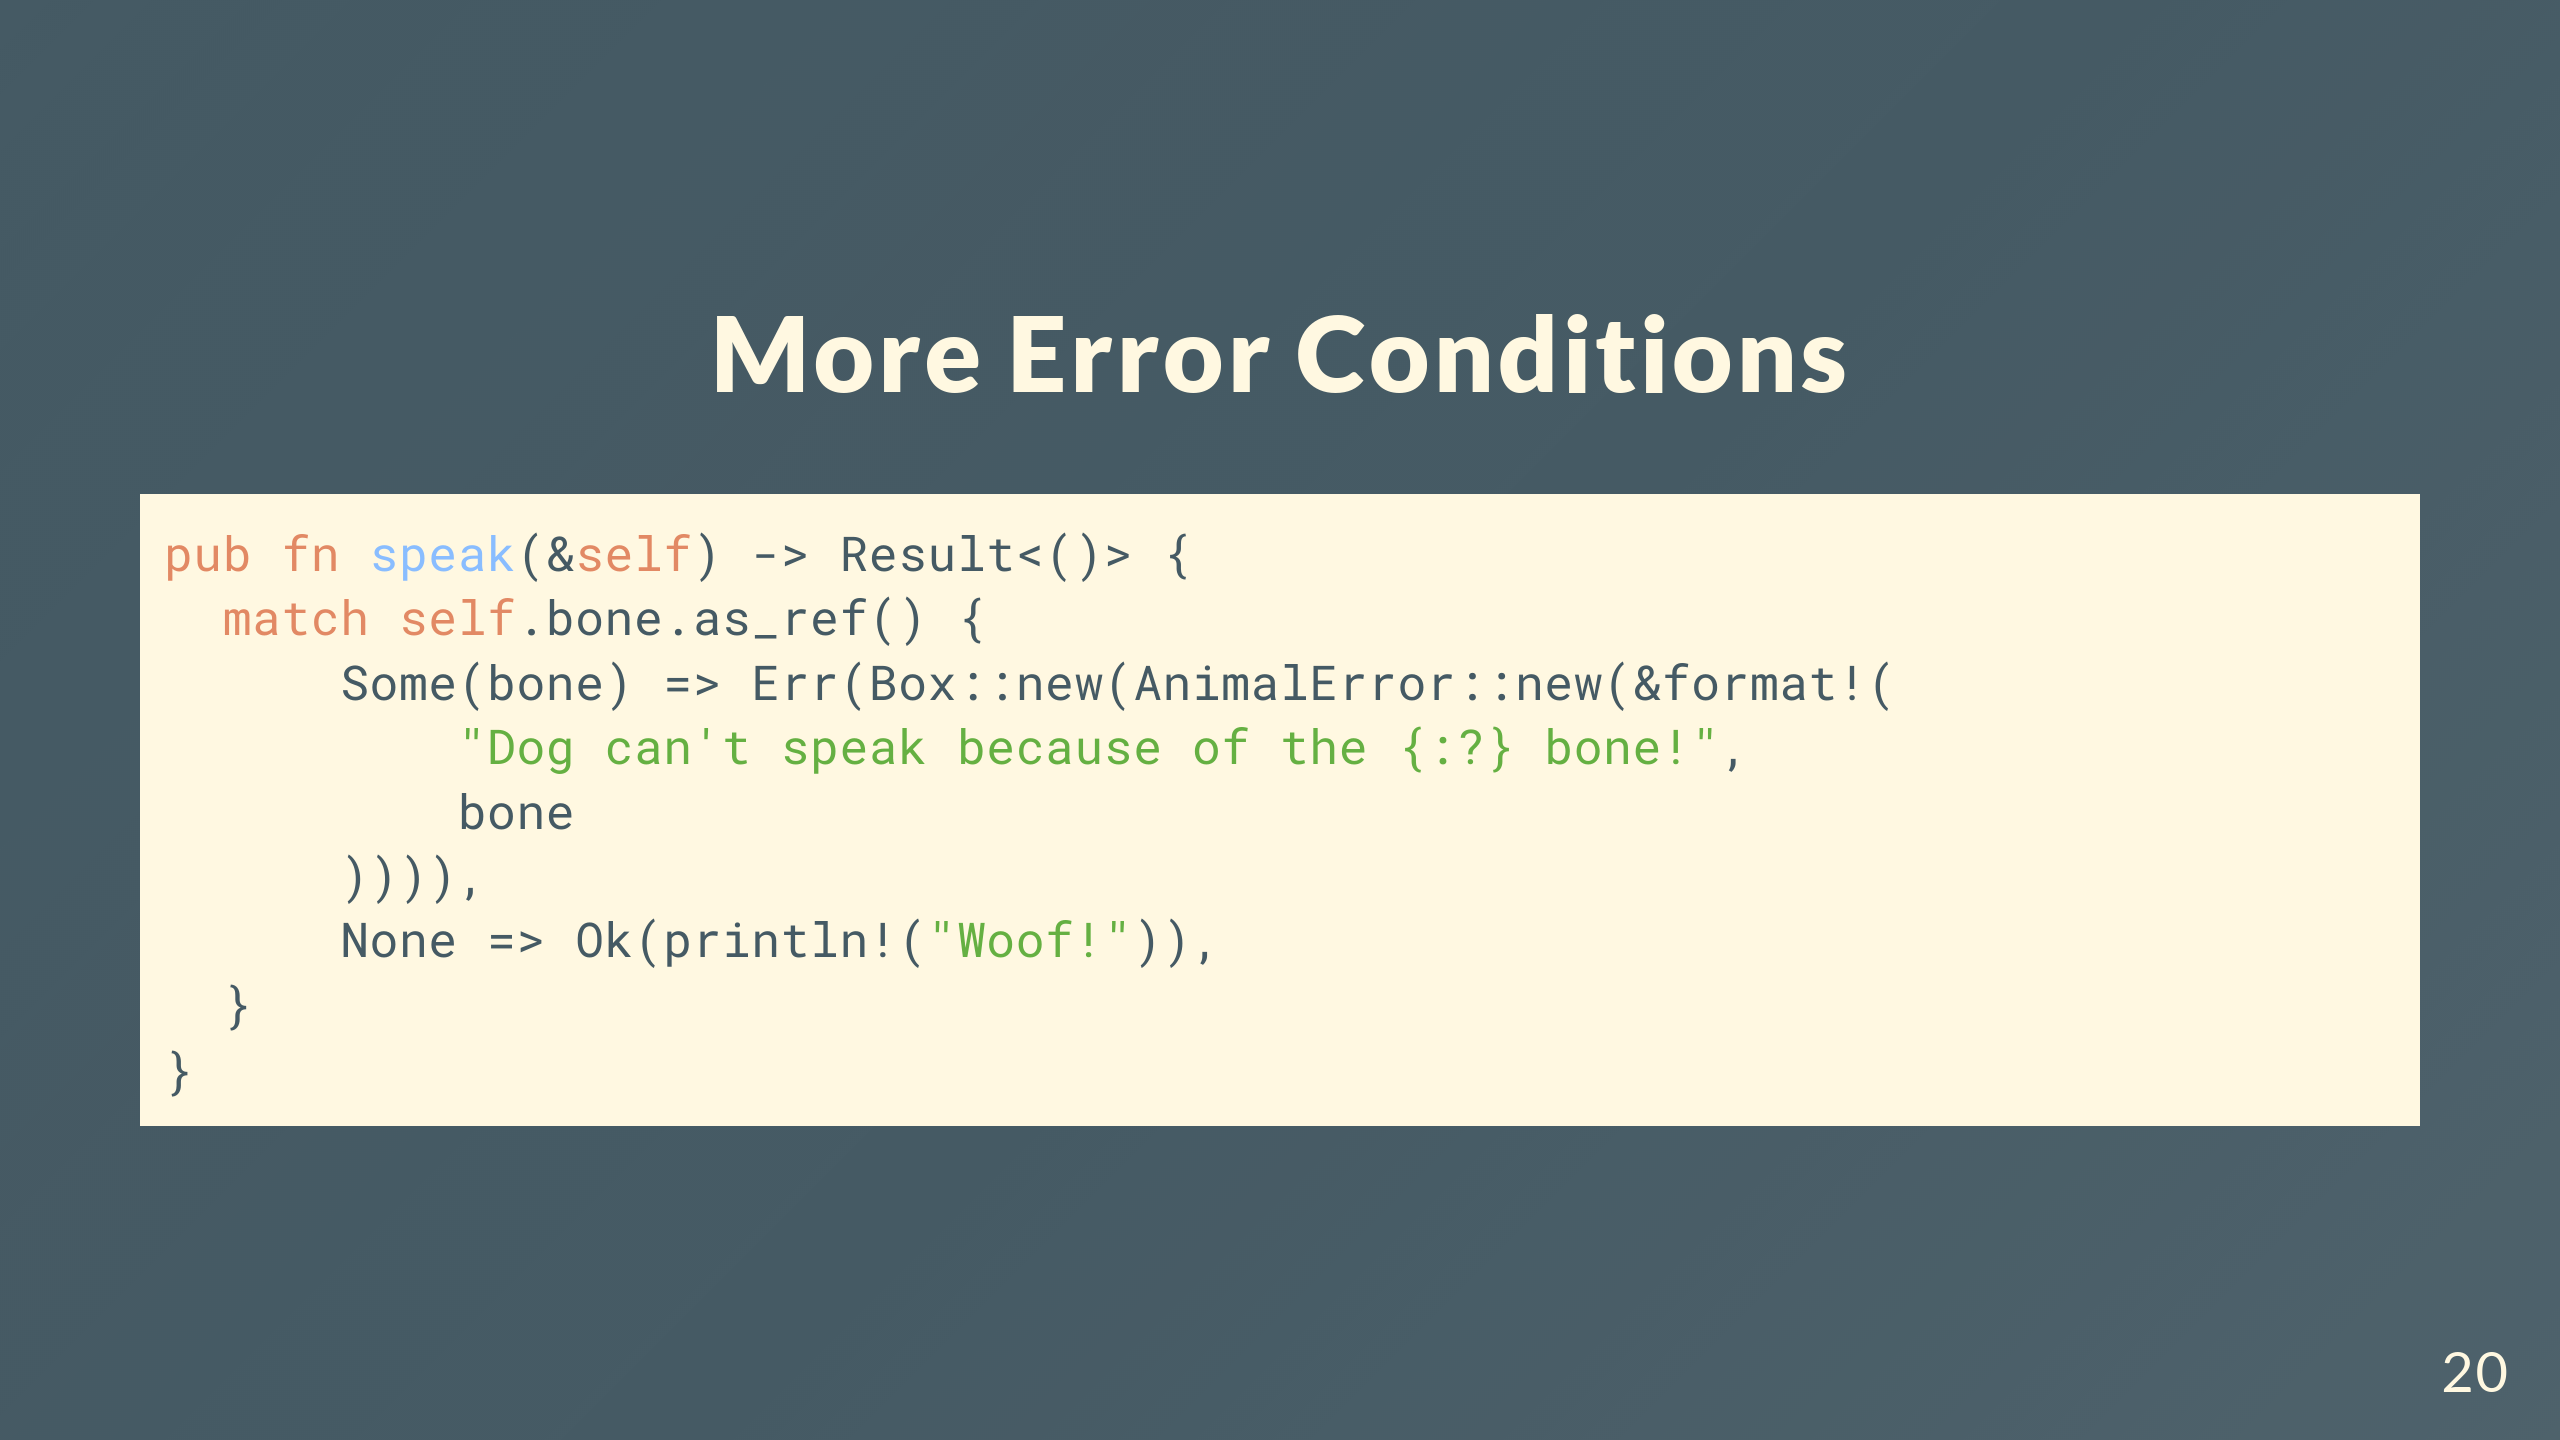 More Error Conditions
pub fn speak(&self) -> Result<()> {
  match self.bone.as_ref() {
      Some(bone) => Err(Box::new(AnimalError::new(&format!(
          "Dog can't speak because of the {:?} bone!",
          bone
      )))),
      None => Ok(println!("Woof!")),
  }
}
20